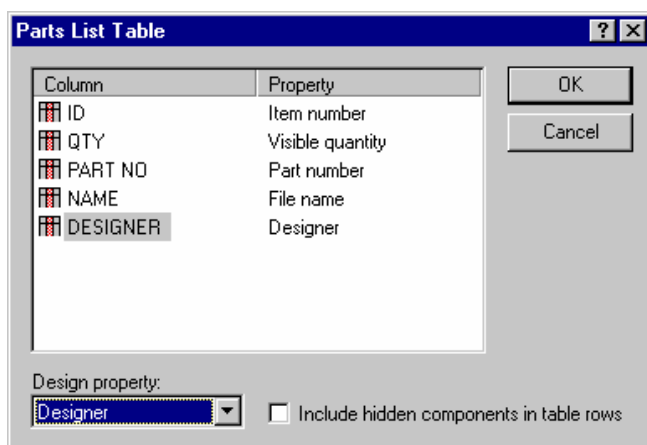 Parts List Table
Column Property
OK
ID Item number
QTY Visible quantity
Cancel
PART NO Part number
NAME File name
DESIGNER Designer
Design property:
Designer
Include hidden components in table rows